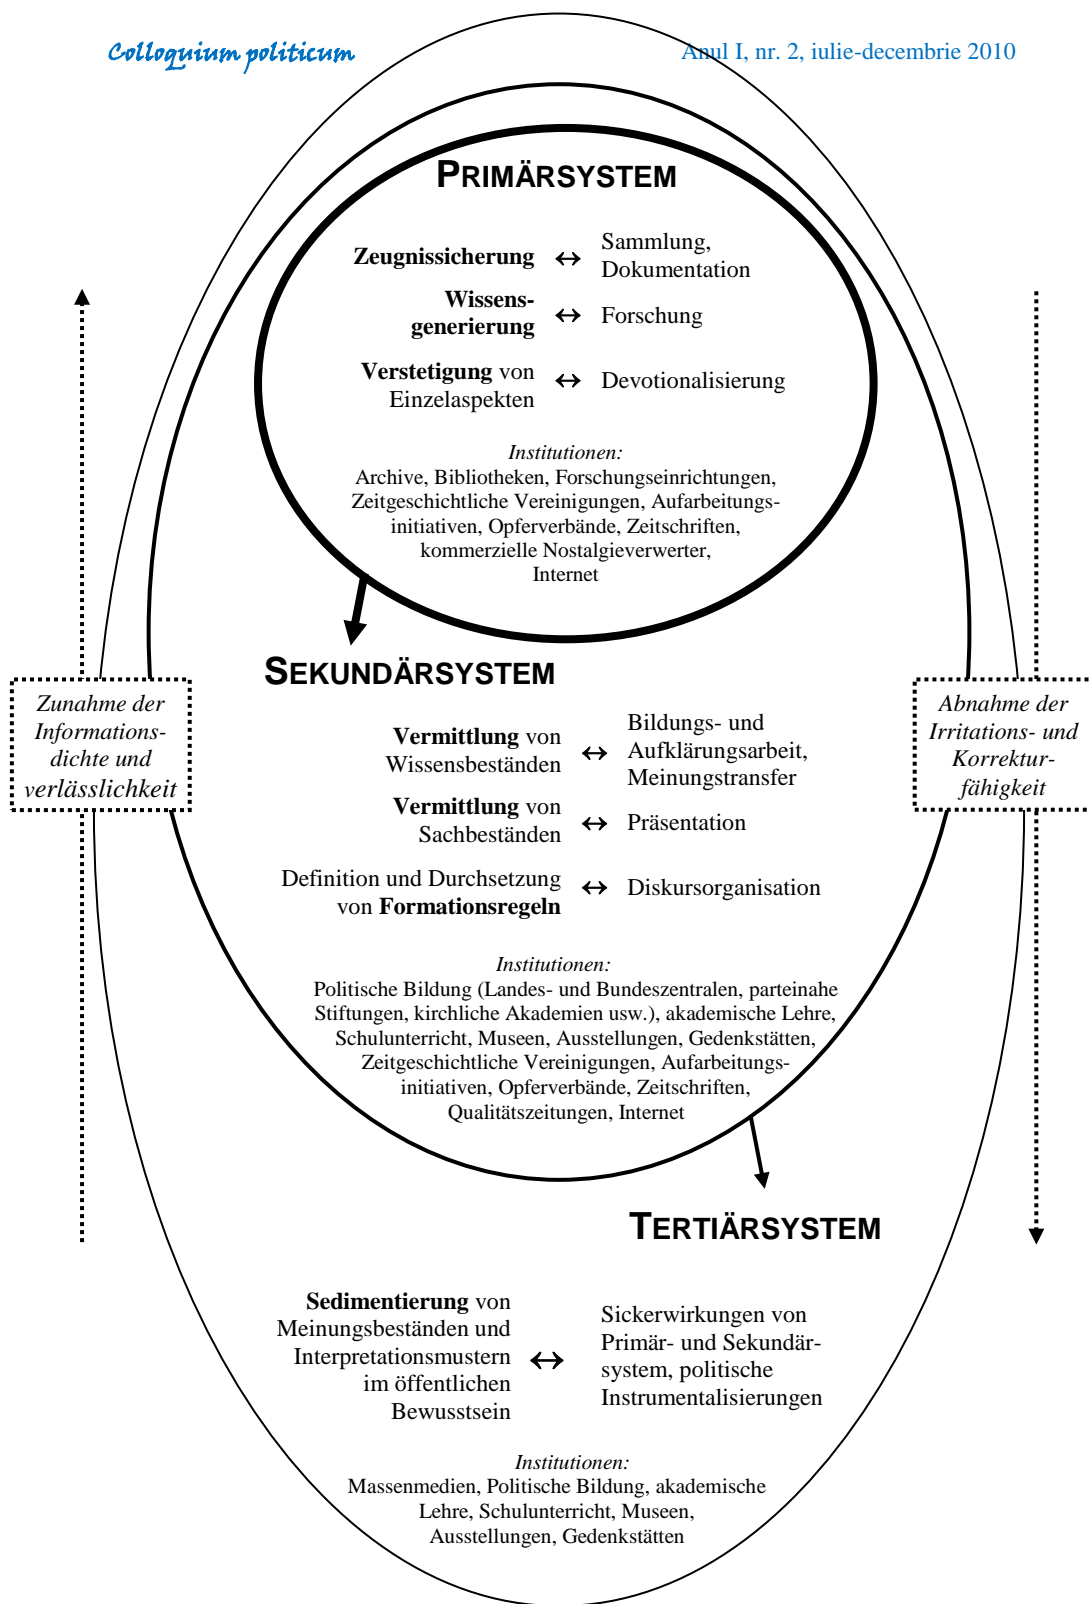 Colloquium politicum
Anul I, nr. 2, iulie-decembrie 2010
PRIMÄRSYSTEM
Zeugnissicherung ↔ Sammlung,
Dokumentation
Wissens-
generierung ↔ Forschung
Verstetigung von
Einzelaspekten ↔ Devotionalisierung
Institutionen:
Archive, Bibliotheken, Forschungseinrichtungen,
Zeitgeschichtliche Vereinigungen, Aufarbeitungs-
initiativen, Opferverbände, Zeitschriften,
kommerzielle Nostalgieverwerter,
Internet
SEKUNDÄRSYSTEM
Zunahme der
Informations-
dichte und
verlässlichkeit
Vermittlung von
Wissensbeständen ↔
Bildungs- und
Aufklärungsarbeit,
Meinungstransfer
Vermittlung von
Sachbeständen ↔ Präsentation
Definition und Durchsetzung
von Formationsregeln ↔ Diskursorganisation
Abnahme der
Irritations- und
Korrektur-
fähigkeit
Institutionen:
Politische Bildung (Landes- und Bundeszentralen, parteinahe
Stiftungen, kirchliche Akademien usw.), akademische Lehre,
Schulunterricht, Museen, Ausstellungen, Gedenkstätten,
Zeitgeschichtliche Vereinigungen, Aufarbeitungs-
initiativen, Opferverbände, Zeitschriften,
Qualitätszeitungen, Internet
TERTIÄRSYSTEM
Sedimentierung von
Meinungsbeständen und
Interpretationsmustern
im öffentlichen
Bewusstsein
↔
Sickerwirkungen von
Primär- und Sekundär-
system, politische
Instrumentalisierungen
Institutionen:
Massenmedien, Politische Bildung, akademische
Lehre, Schulunterricht, Museen,
Ausstellungen, Gedenkstätten